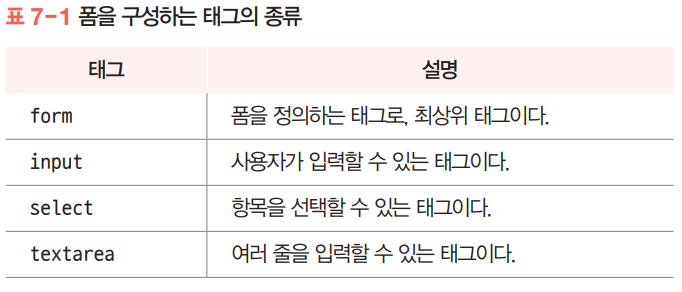 표 7-1 폼을 구성하는 태그의 종류
태그 설명
form 폼을 정의하는 태그로, 최상위 태그이다.
input 사용자가 입력할 수 있는 태그이다.
select 항목을 선택할 수 있는 태그이다.
textarea 여러 줄을 입력할 수 있는 태그이다.